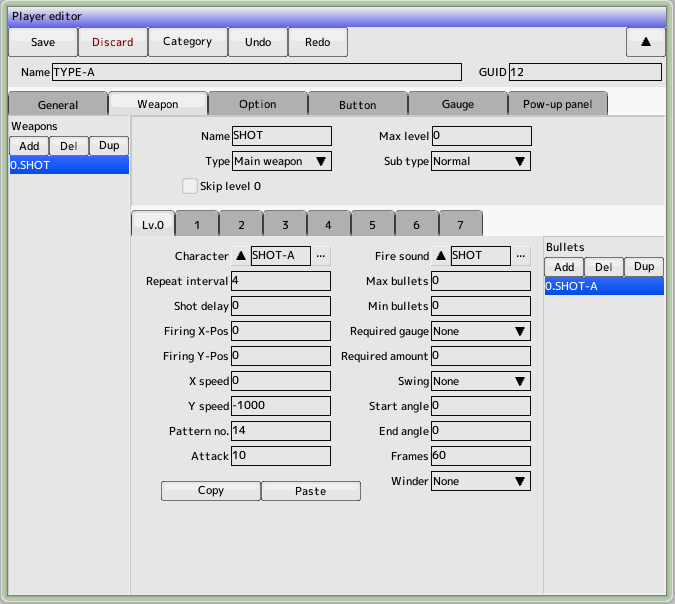 Player editor
Save Discard Category Undo Redo ▲
Name TYPE-A GUID 12
General Weapon Option Button Gauge Pow-up panel
Weapons
Add Del Dup
0.SHOT
Name SHOT Max level 0
Type Main weapon ▼ Sub type Normal ▼
Skip level 0
Lv.0 1 2 3 4 5 6 7
Character ▲ SHOT-A ... Fire sound ▲ SHOT ...
Repeat interval 4 Max bullets 0
Shot delay 0 Min bullets 0
Firing X-Pos 0 Required gauge None ▼
Firing Y-Pos 0 Required amount 0
X speed 0 Swing None ▼
Y speed -1000 Start angle 0
Pattern no. 14 End angle 0
Attack 10 Frames 60
Winder None ▼
Copy Paste
Bullets
Add Del Dup
0.SHOT-A